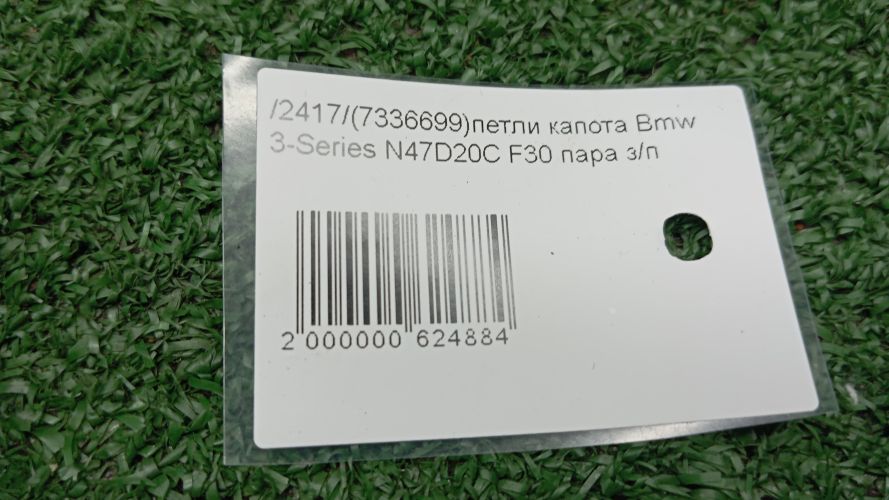 /2417/(7336699)петли капота Bmw
3-Series N47D20C F30 пара з/п
2 000000 624884